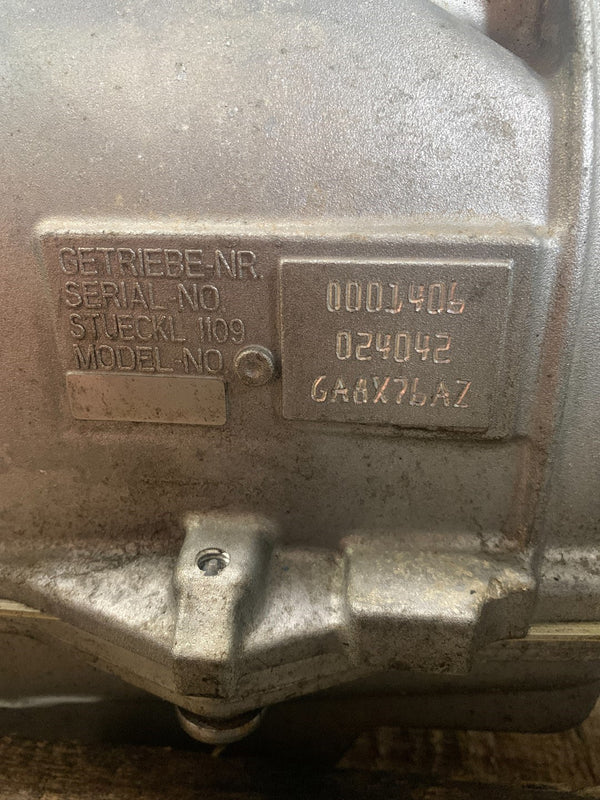 GETRIEBE-NR.
SERIAL-NO.
STUECKL 1109
MODEL-NO
0001406
024042
GA8X76AZ